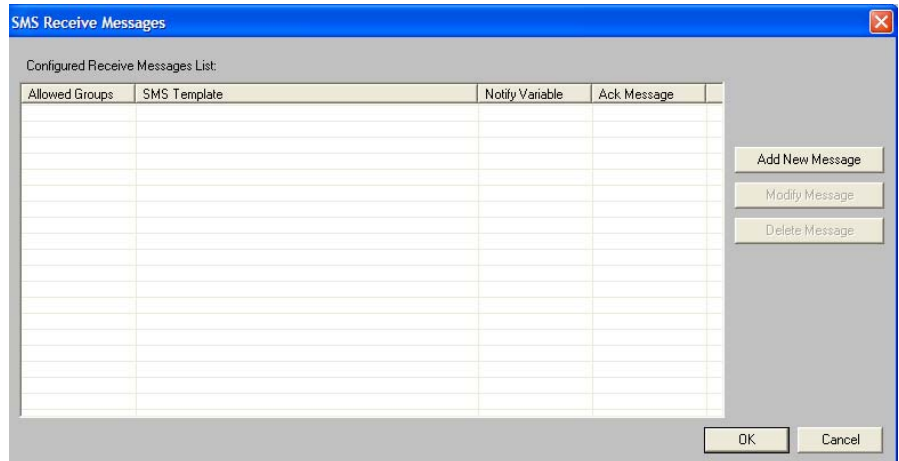 SMS Receive Messages
Configured Receive Messages List:
Allowed Groups SMS Template Notify Variable Ack Message
Add New Message
Modify Message
Delete Message
OK Cancel